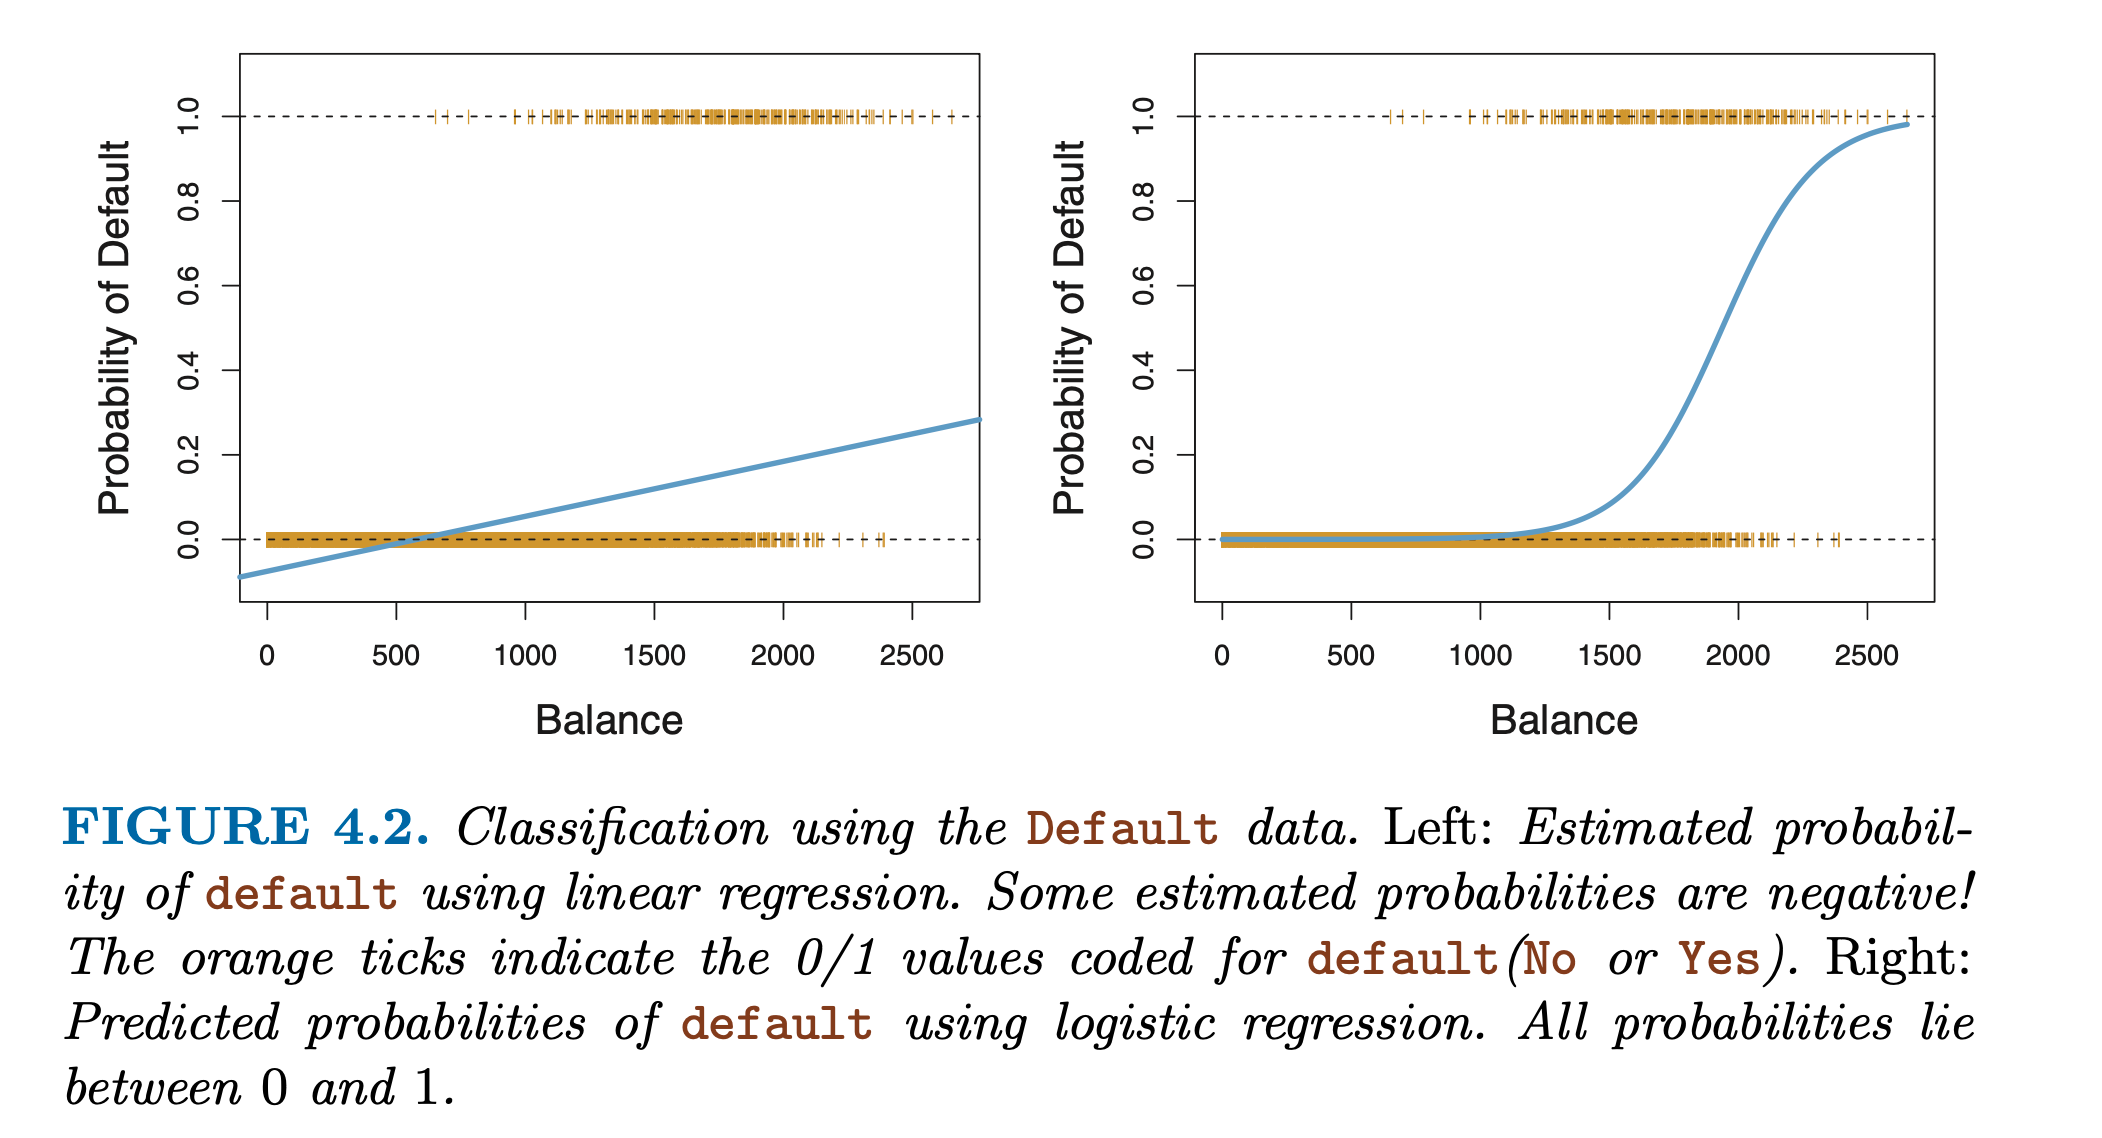 1.0
0.8
0.6
0.4
0.2
0.0
Probability of Default
0 500 1000 1500 2000 2500
Balance
1.0
0.8
0.6
0.4
0.2
0.0
Probability of Default
0 500 1000 1500 2000 2500
Balance
FIGURE 4.2. Classification using the Default data. Left: Estimated probabil-
ity of default using linear regression. Some estimated probabilities are negative!
The orange ticks indicate the 0/1 values coded for default(No or Yes). Right:
Predicted probabilities of default using logistic regression. All probabilities lie
between 0 and 1.